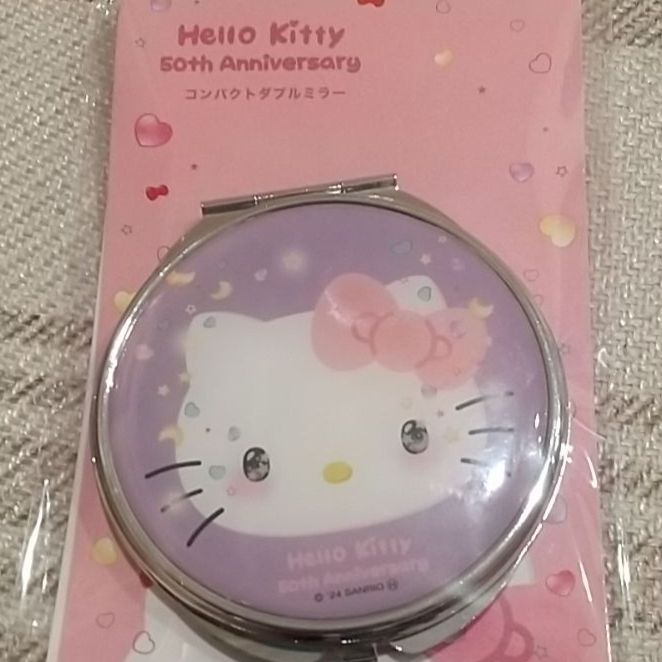 Hello Kitty
50th Anniversary
コンパクトダブルミラー
Hello Kitty
50th Anniversary
© '24 SANRIO Ⓗ